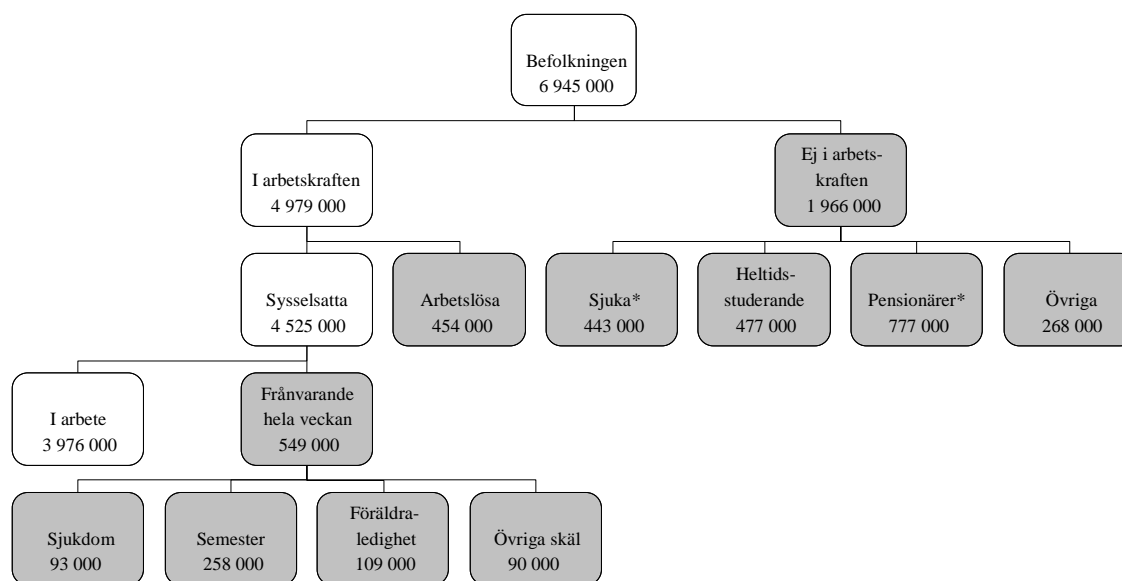 Befolkningen
6 945 000
I arbetskraften
4 979 000
Ej i arbets-
kraften
1 966 000
Sysselsatta
4 525 000
Arbetslösa
454 000
Sjuka*
443 000
Heltids-
studerande
477 000
Pensionärer*
777 000
Övriga
268 000
I arbete
3 976 000
Frånvarande
hela veckan
549 000
Sjukdom
93 000
Semester
258 000
Föräldra-
ledighet
109 000
Övriga skäl
90 000